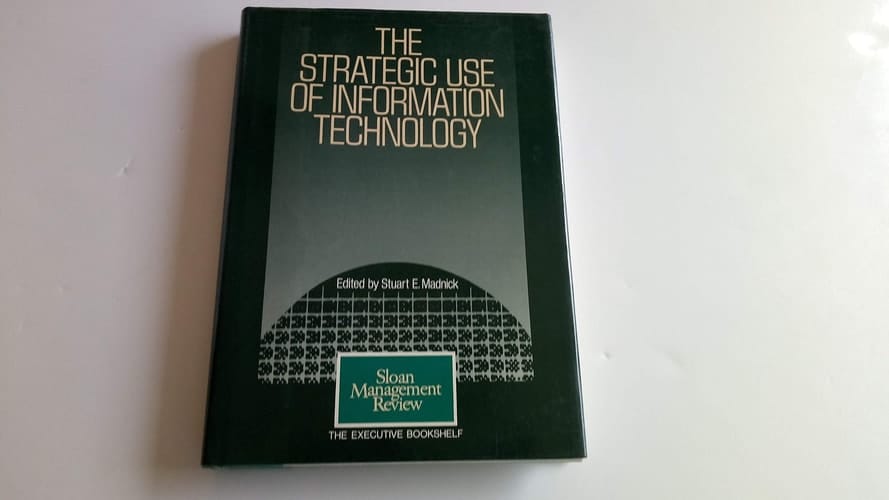 THE
STRATEGIC USE
OF INFORMATION
TECHNOLOGY
Edited by Stuart E. Madnick
Sloan
Management
Review
THE EXECUTIVE BOOKSHELF